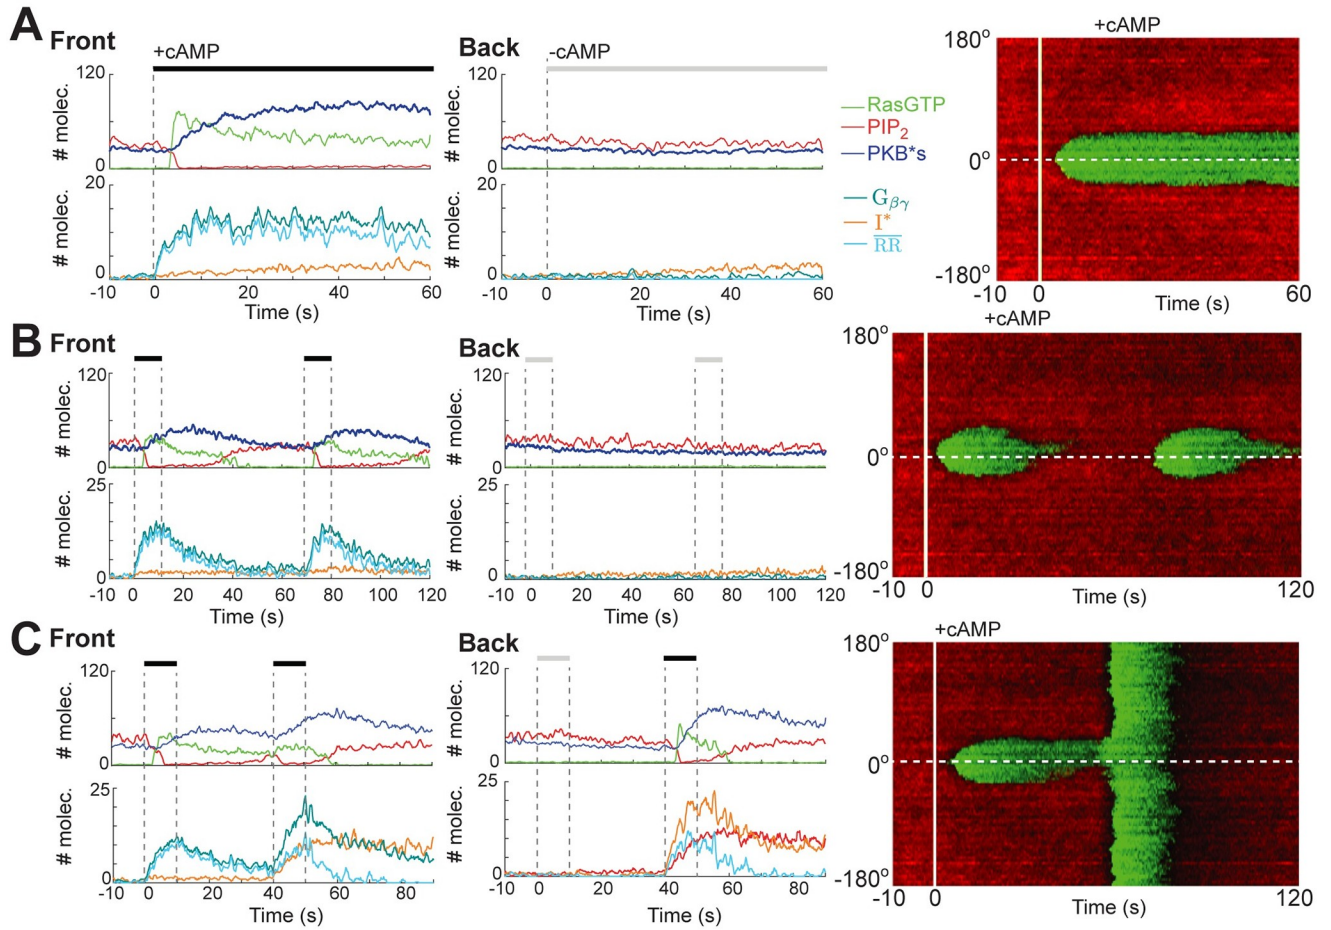 A
Front
+cAMP
120
# molec.
0
20
# molec.
0
-10 0 20 40 60
Time (s)
Back
-cAMP
120
# molec.
0
20
# molec.
0
-10 0 20 40 60
Time (s)
RasGTP
PIP2
PKB*s
Gβγ
I*
RR
+cAMP
180°
0°
-180°
-10 0 60
Time (s)
B
Front
120
# molec.
0
25
# molec.
0
-10 0 20 40 60 80 100 120
Time (s)
Back
120
# molec.
0
25
# molec.
0
-10 0 20 40 60 80 100 120
Time (s)
+cAMP
180°
0°
-180°
-10 0 120
Time (s)
C
Front
120
# molec.
0
25
# molec.
0
-10 0 20 40 60 80
Time (s)
Back
120
# molec.
0
25
# molec.
0
-10 0 20 40 60 80
Time (s)
+cAMP
180°
0°
-180°
-10 0 120
Time (s)